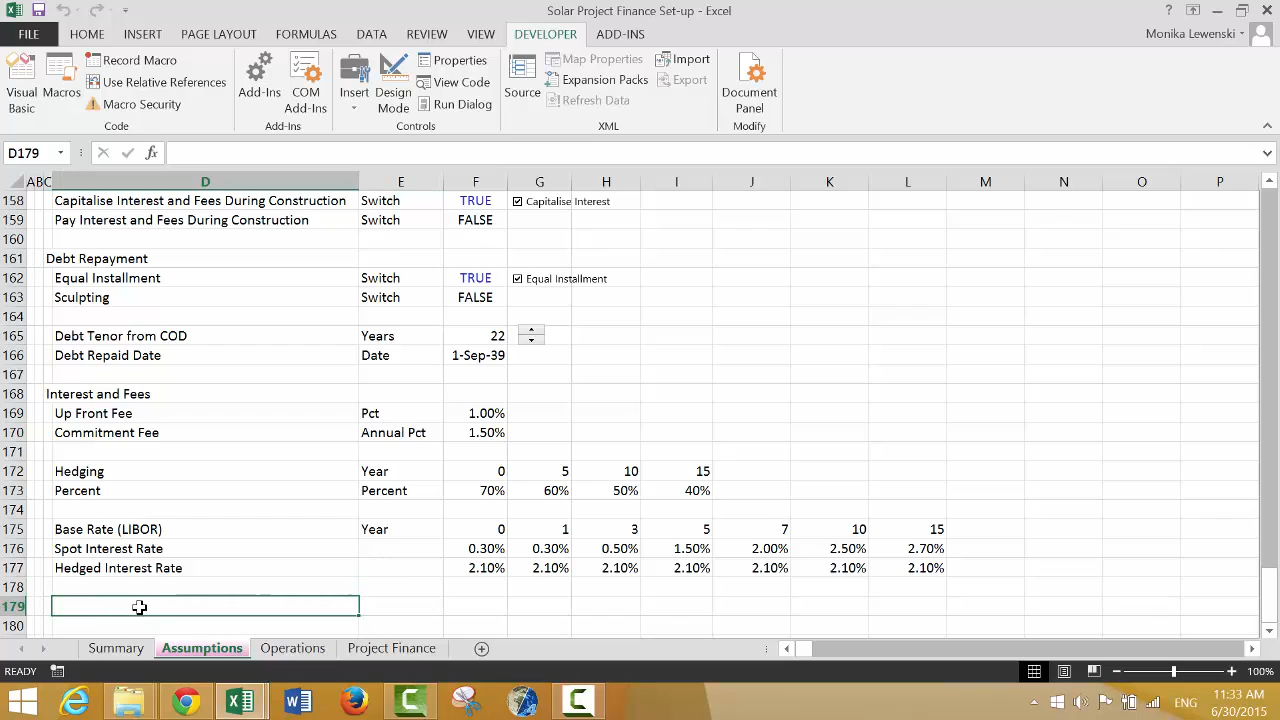 Solar Project Finance Set-up - Excel
FILE HOME INSERT PAGE LAYOUT FORMULAS DATA REVIEW VIEW DEVELOPER ADD-INS Monika Lewenski
Visual Basic
Macros
Record Macro
Use Relative References
Macro Security
Code
Add-Ins
COM Add-Ins
Add-Ins
Insert
Design Mode
Properties
View Code
Run Dialog
Controls
Source
Map Properties
Expansion Packs
Refresh Data
Import
Export
XML
Document Panel
Modify
D179 fx
A B C D E F G H I J K L M N O P
158 Capitalise Interest and Fees During Construction Switch TRUE Capitalise Interest
159 Pay Interest and Fees During Construction Switch FALSE
160
161 Debt Repayment
162 Equal Installment Switch TRUE Equal Installment
163 Sculpting Switch FALSE
164
165 Debt Tenor from COD Years 22
166 Debt Repaid Date Date 1-Sep-39
167
168 Interest and Fees
169 Up Front Fee Pct 1.00%
170 Commitment Fee Annual Pct 1.50%
171
172 Hedging Year 0 5 10 15
173 Percent Percent 70% 60% 50% 40%
174
175 Base Rate (LIBOR) Year 0 1 3 5 7 10 15
176 Spot Interest Rate 0.30% 0.30% 0.50% 1.50% 2.00% 2.50% 2.70%
177 Hedged Interest Rate 2.10% 2.10% 2.10% 2.10% 2.10% 2.10% 2.10%
178
179
180
Summary Assumptions Operations Project Finance
READY 100%
ENG
11:33 AM
6/30/2015